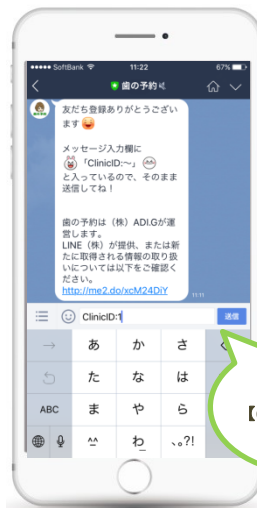 SoftBank 11:22 67%
歯の予約
友だち登録ありがとうござい
ます
メッセージ入力欄に
「ClinicID:～」
と入っているので、そのまま
送信してね！
歯の予約は（株）ADI.Gが運
営します。
LINE（株）が提供、または新
たに取得される情報の取り扱
いについては以下をご確認く
ださい。
http://me2.do/xcM24DiY
11:11
ClinicID:1 送信
→ あ か さ
た な は
ABC ま や ら
^^ わ 、。?!
【